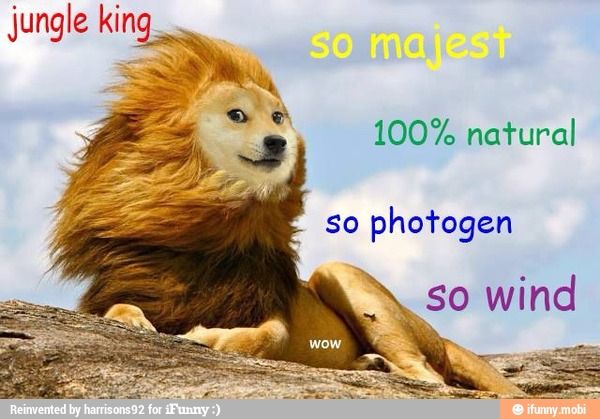 jungle king
so majest
100% natural
so photogen
so wind
wow
Reinvented by harrisons92 for iFunny :)
ifunny.mobi